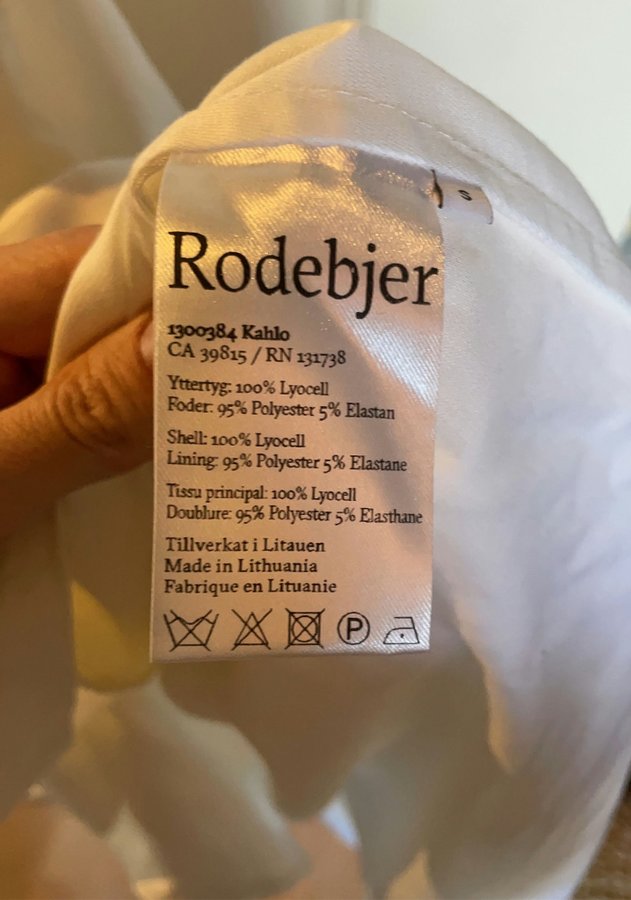 Rodebjer
S
1300384 Kahlo
CA 39815 / RN 131738
Yttertyg: 100% Lyocell
Foder: 95% Polyester 5% Elastan
Shell: 100% Lyocell
Lining: 95% Polyester 5% Elastane
Tissu principal: 100% Lyocell
Doublure: 95% Polyester 5% Elasthane
Tillverkat i Litauen
Made in Lithuania
Fabrique en Lituanie
P